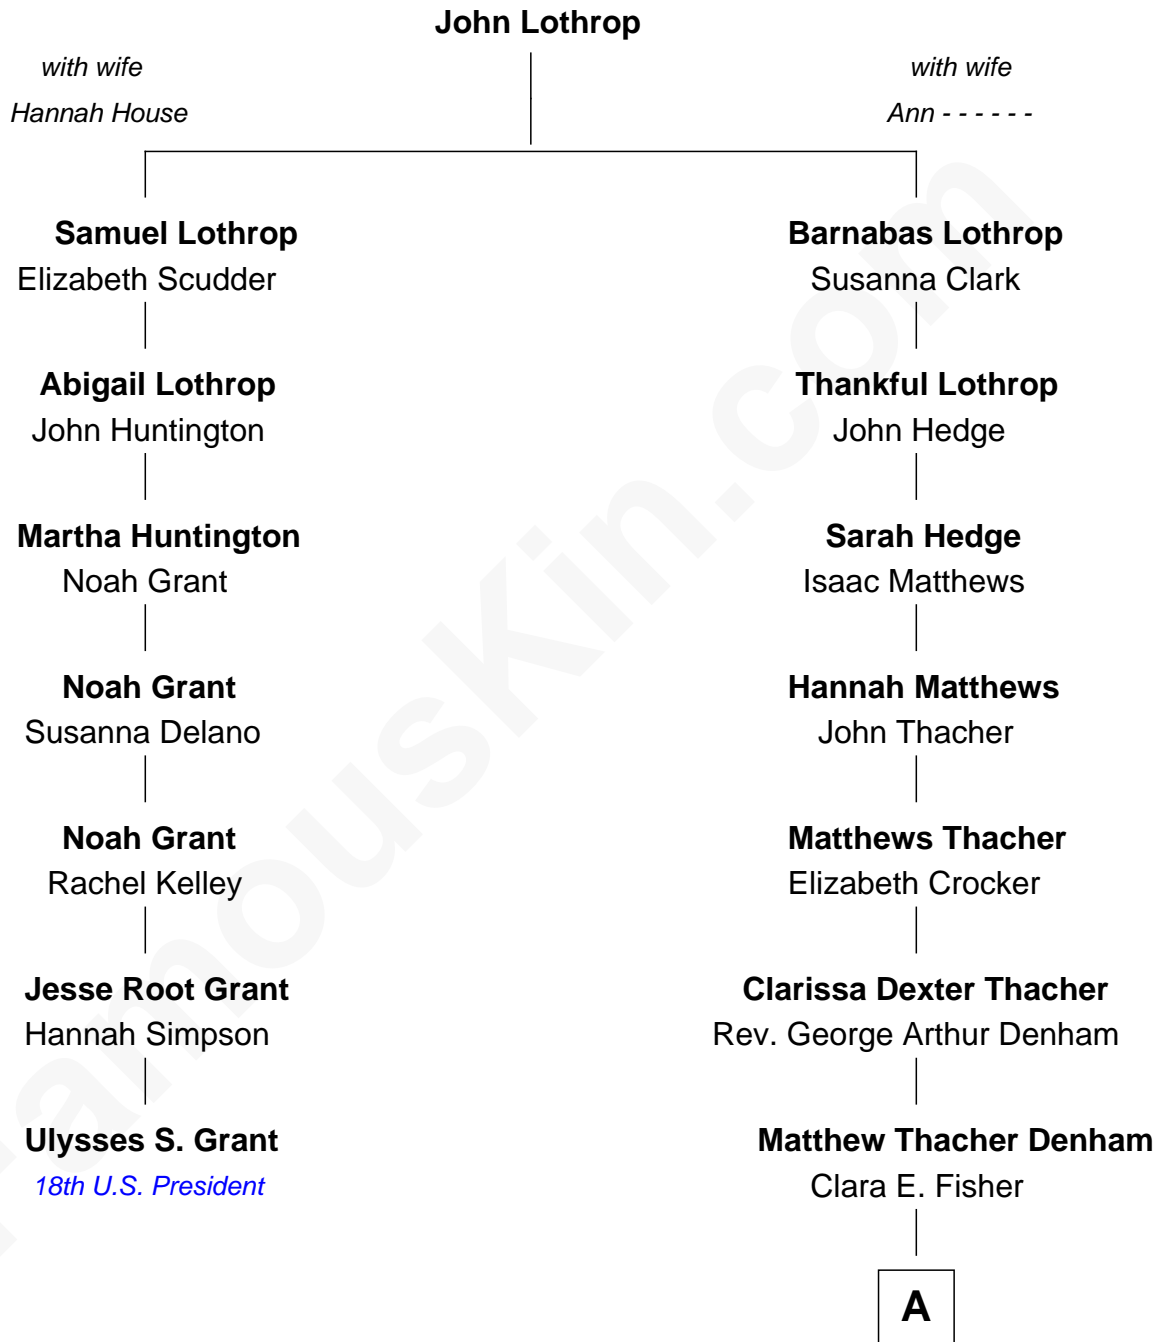 John Lothrop
with wife
Hannah House
with wife
Ann - - - - - -
Samuel Lothrop
Elizabeth Scudder
Barnabas Lothrop
Susanna Clark
Abigail Lothrop
John Huntington
Thankful Lothrop
John Hedge
Martha Huntington
Noah Grant
Sarah Hedge
Isaac Matthews
Noah Grant
Susanna Delano
Hannah Matthews
John Thacher
Noah Grant
Rachel Kelley
Matthews Thacher
Elizabeth Crocker
Jesse Root Grant
Hannah Simpson
Clarissa Dexter Thacher
Rev. George Arthur Denham
Ulysses S. Grant
18th U.S. President
Matthew Thacher Denham
Clara E. Fisher
A
FamousKin.com